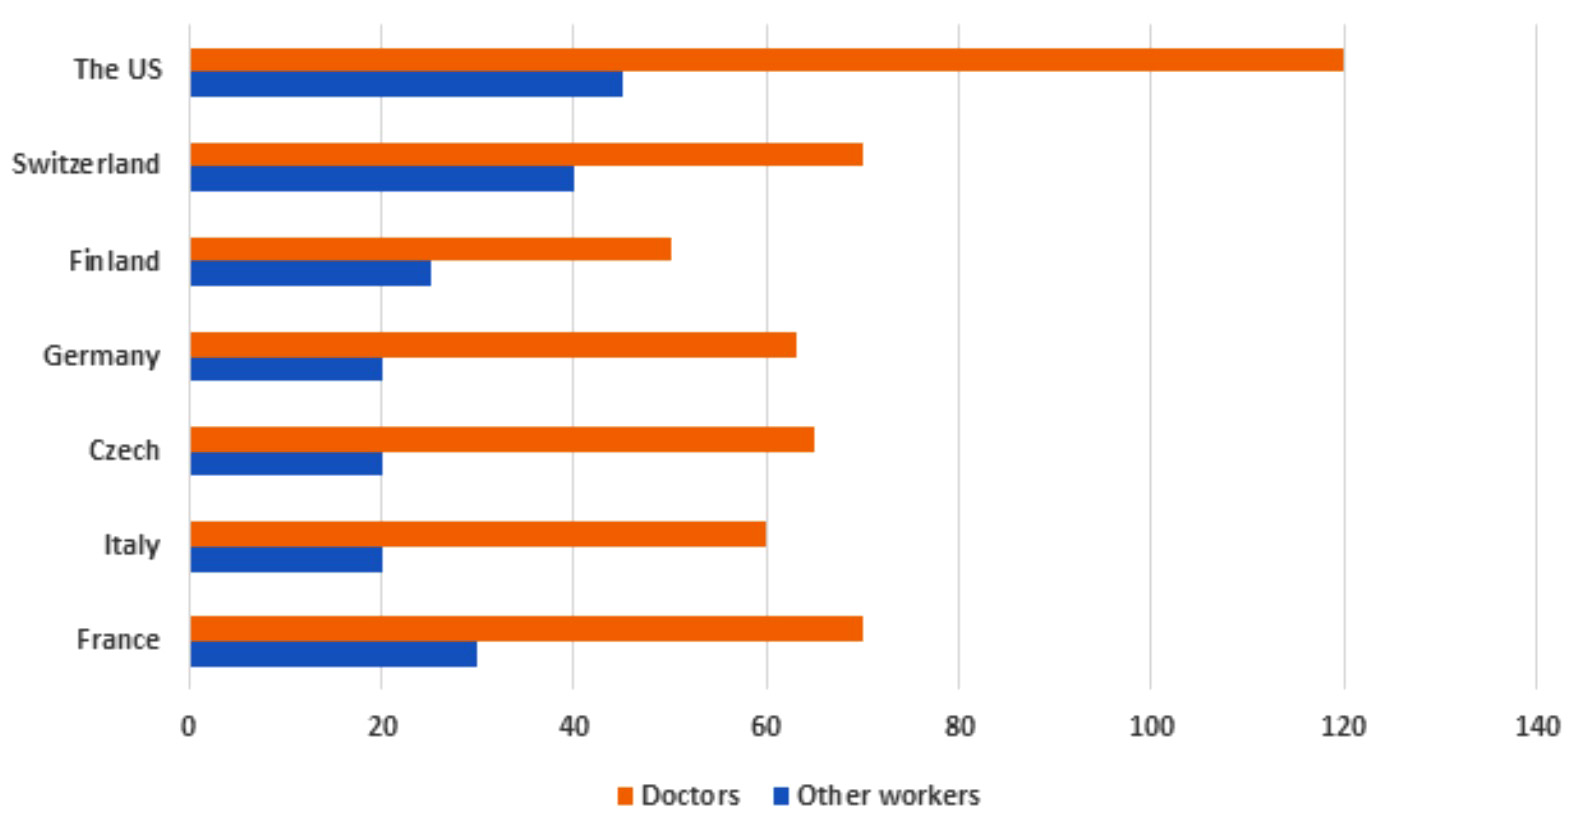 The US
Switzerland
Finland
Germany
Czech
Italy
France
0 20 40 60 80 100 120 140
Doctors Other workers